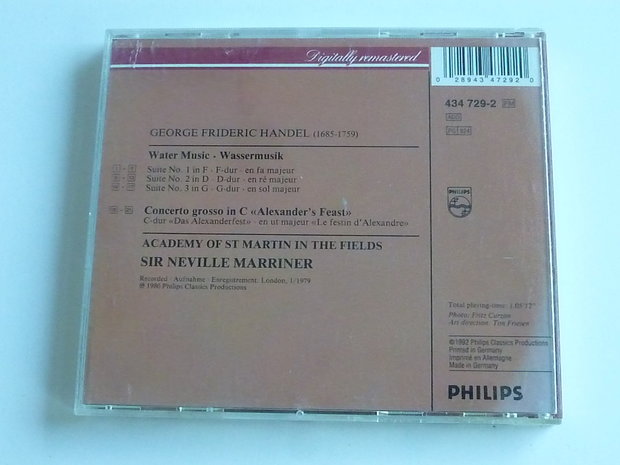 Digitally remastered
0 28943 47292 0
434 729-2
GEORGE FRIDERIC HANDEL (1685-1759)
Water Music · Wassermusik
Suite No. 1 in F · F-dur · en fa majeur
Suite No. 2 in D · D-dur · en ré majeur
Suite No. 3 in G · G-dur · en sol majeur
Concerto grosso in C «Alexander's Feast»
C-dur «Das Alexanderfest» · en ut majeur «Le festin d'Alexandre»
ACADEMY OF ST MARTIN IN THE FIELDS
SIR NEVILLE MARRINER
Recorded · Aufnahme · Enregistrement: London, 1/1979
℗ 1980 Philips Classics Productions
PHILIPS
Total playing-time:
Photo: Fritz Curzon
Art direction: Ton Friesen
©1992 Philips Classics Productions
Printed in Germany
Imprimé en Allemagne
Made in Germany
PHILIPS